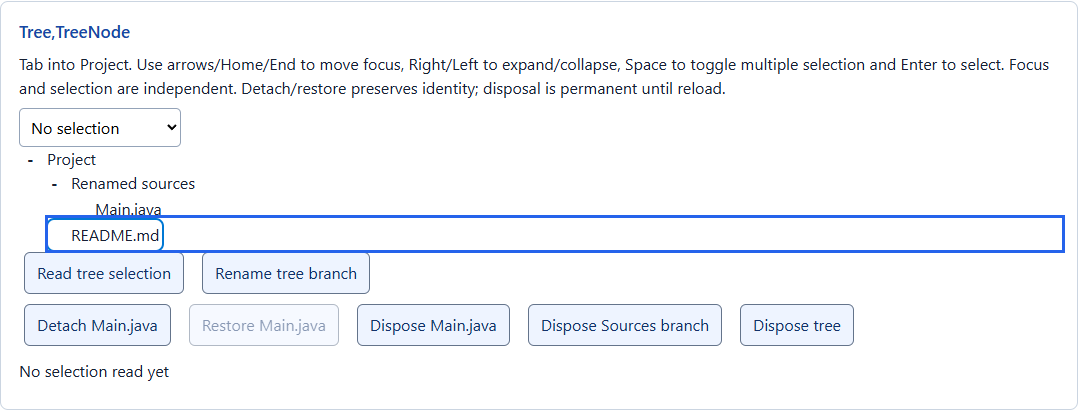 Tree,TreeNode
Tab into Project. Use arrows/Home/End to move focus, Right/Left to expand/collapse, Space to toggle multiple selection and Enter to select. Focus
and selection are independent. Detach/restore preserves identity; disposal is permanent until reload.
No selection
- Project
- Renamed sources
Main.java
README.md
Read tree selection Rename tree branch
Detach Main.java Restore Main.java Dispose Main.java Dispose Sources branch Dispose tree
No selection read yet